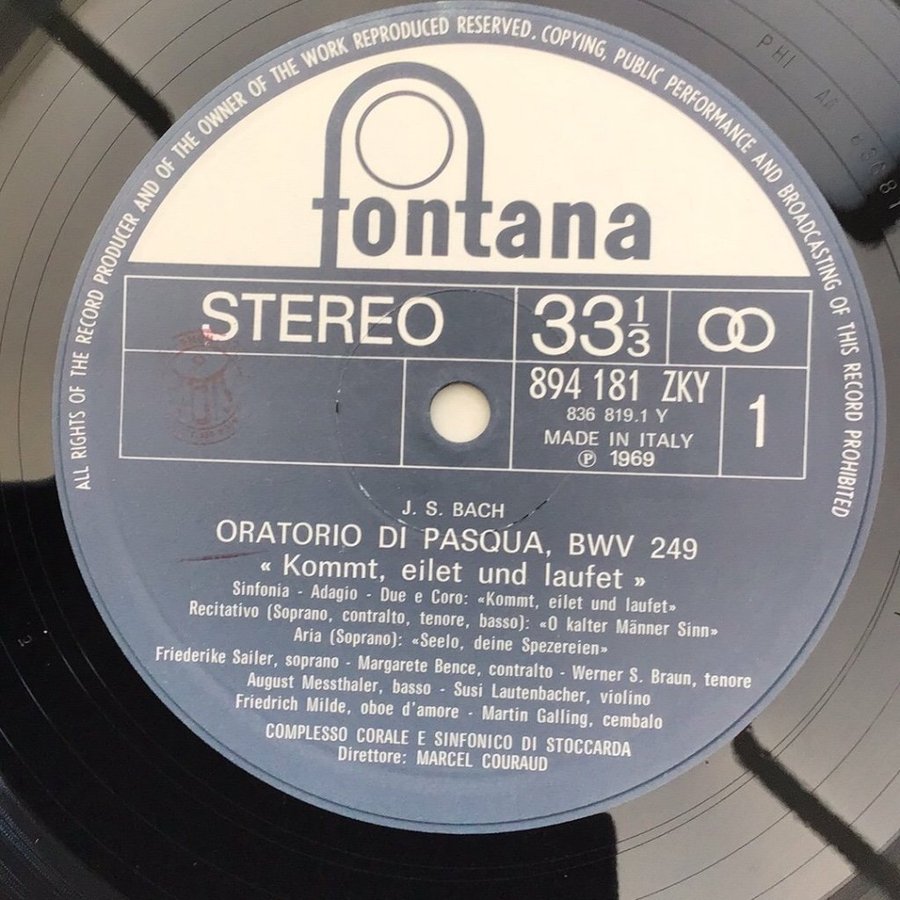 ALL RIGHTS OF THE RECORD PRODUCER AND OF THE OWNER OF THE WORK REPRODUCED RESERVED. COPYING, PUBLIC PERFORMANCE AND BROADCASTING OF THIS RECORD PROHIBITED
fontana
STEREO
33 1/3
894 181 ZKY
836 819.1 Y
MADE IN ITALY
℗ 1969
1
J. S. BACH
ORATORIO DI PASQUA, BWV 249
« Kommt, eilet und laufet »
Sinfonia - Adagio - Due e Coro: «Kommt, eilet und laufet»
Recitativo (Soprano, contralto, tenore, basso): «O kalter Männer Sinn»
Aria (Soprano): «Seelo, deine Spezereien»
Friederike Sailer, soprano - Margarete Bence, contralto - Werner S. Braun, tenore
August Messthaler, basso - Susi Lautenbacher, violino
Friedrich Milde, oboe d'amore - Martin Galling, cembalo
COMPLESSO CORALE E SINFONICO DI STOCCARDA
Direttore: MARCEL COURAUD
PHI